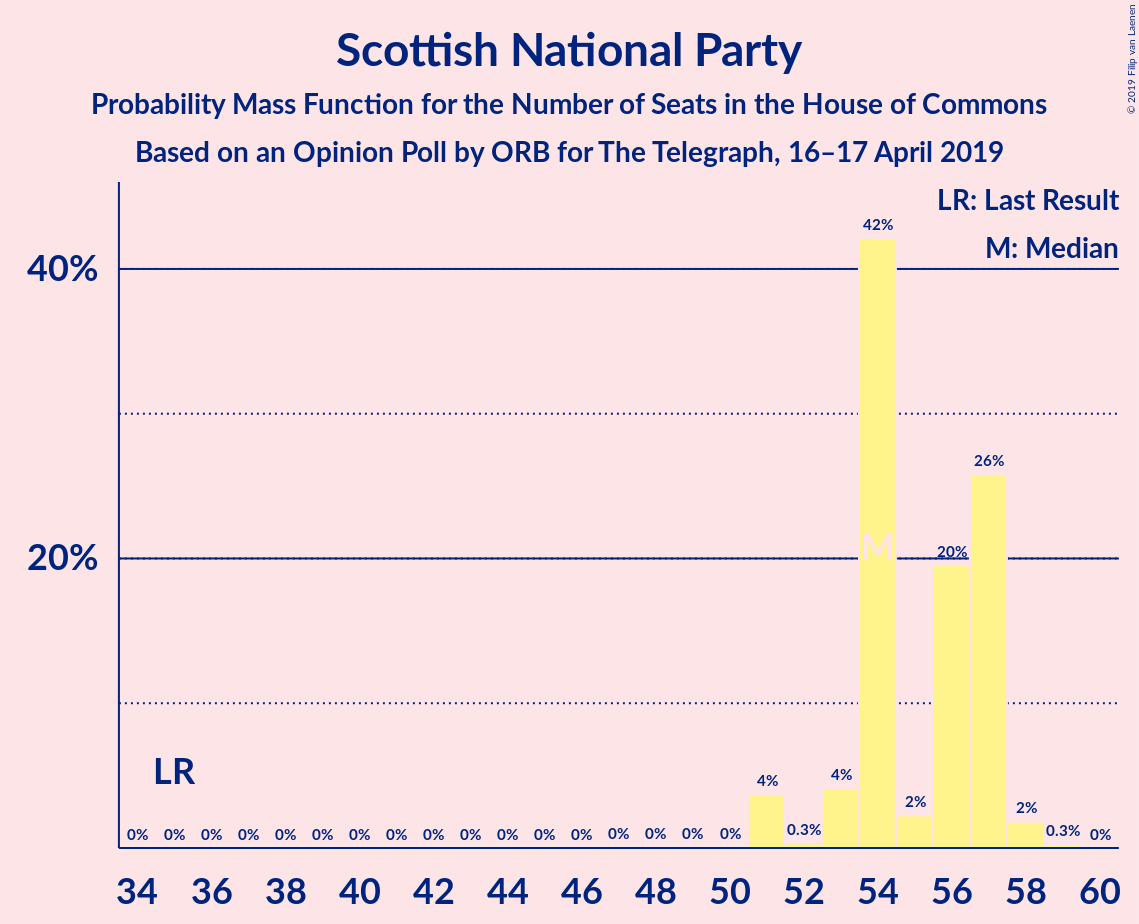 Scottish National Party
Probability Mass Function for the Number of Seats in the House of Commons
Based on an Opinion Poll by ORB for The Telegraph, 16–17 April 2019
© 2019 Filip van Laenen
LR: Last Result
M: Median
40%
20%
42%
26%
20%
M
LR
0% 0% 0% 0% 0% 0% 0% 0% 0% 0% 0% 0% 0% 0% 0% 0% 0% 4% 0.3% 4% 2% 2% 0.3% 0%
34 36 38 40 42 44 46 48 50 52 54 56 58 60